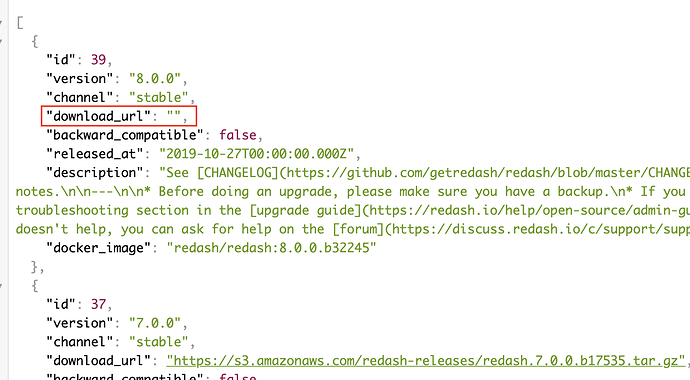 [
{
"id": 39,
"version": "8.0.0",
"channel": "stable",
"download_url": "",
"backward_compatible": false,
"released_at": "2019-10-27T00:00:00.000Z",
"description": "See [CHANGELOG](https://github.com/getredash/redash/blob/master/CHANGE
notes.\n\n---\n\n* Before doing an upgrade, please make sure you have a backup.\n* If you
troubleshooting section in the [upgrade guide](https://redash.io/help/open-source/admin-gu
doesn't help, you can ask for help on the [forum](https://discuss.redash.io/c/support/supp
"docker_image": "redash/redash:8.0.0.b32245"
},
{
"id": 37,
"version": "7.0.0",
"channel": "stable",
"download_url": "https://s3.amazonaws.com/redash-releases/redash.7.0.0.b17535.tar.gz",
"backward_compatible": false